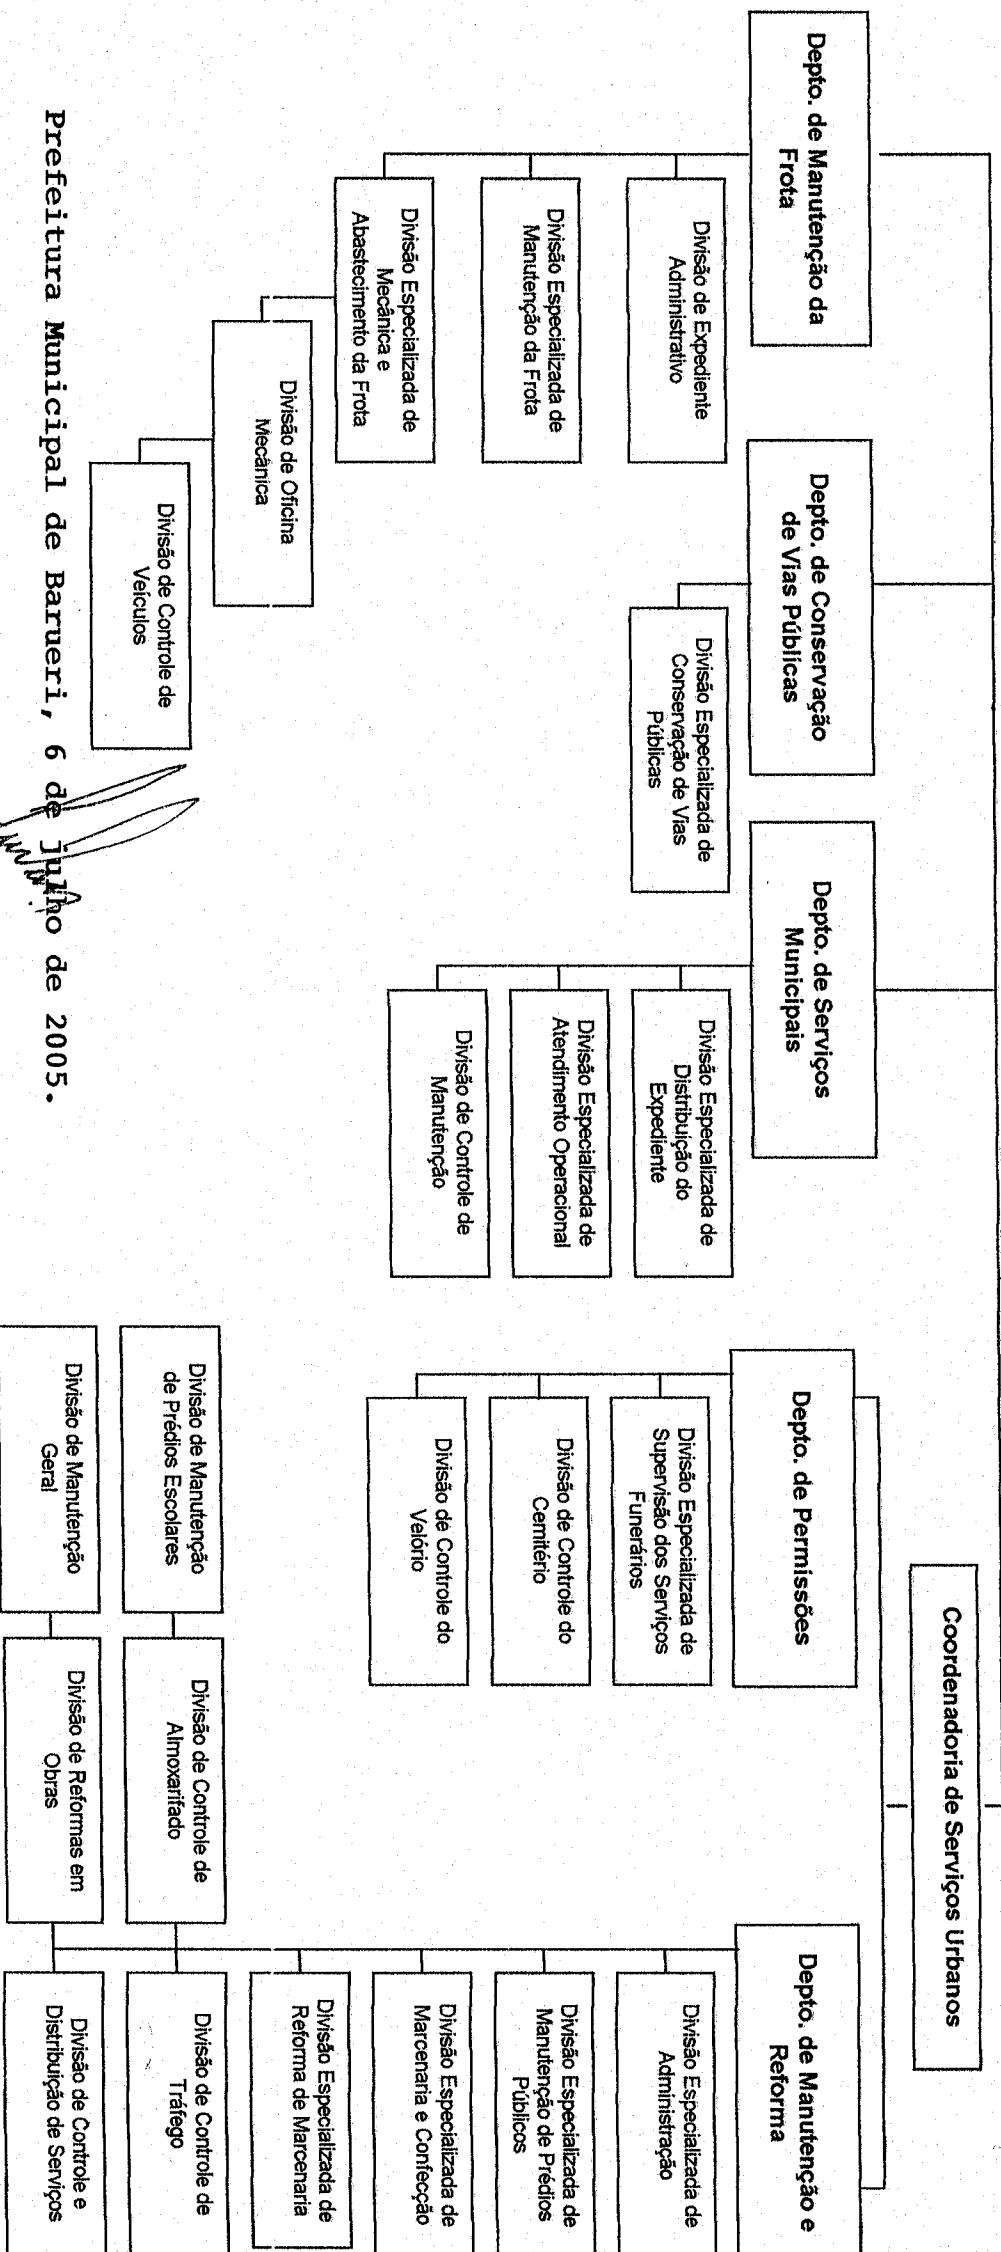 Coordenadoria de Serviços Urbanos
Depto. de Manutenção da
Frota
Divisão de Expediente
Administrativo
Divisão Especializada de
Manutenção da Frota
Divisão Especializada de
Mecânica e
Abastecimento da Frota
Divisão de Oficina
Mecânica
Divisão de Controle de
Veículos
Depto. de Conservação
de Vias Públicas
Divisão Especializada de
Conservação de Vias
Públicas
Depto. de Serviços
Municipais
Divisão Especializada de
Distribuição do
Expediente
Divisão Especializada de
Atendimento Operacional
Divisão de Controle de
Manutenção
Depto. de Permissões
Divisão Especializada de
Supervisão dos Serviços
Funerários
Divisão de Controle do
Cemitério
Divisão de Controle do
Velório
Depto. de Manutenção e
Reforma
Divisão Especializada de
Administração
Divisão Especializada de
Manutenção de Prédios
Públicos
Divisão Especializada de
Marcenaria e Confecção
Divisão Especializada de
Reforma de Marcenaria
Divisão de Manutenção
de Prédios Escolares
Divisão de Controle de
Almoxarifado
Divisão de Controle de
Tráfego
Divisão de Manutenção
Geral
Divisão de Reformas em
Obras
Divisão de Controle e
Distribuição de Serviços
Prefeitura Municipal de Barueri, 6 de julho de 2005.